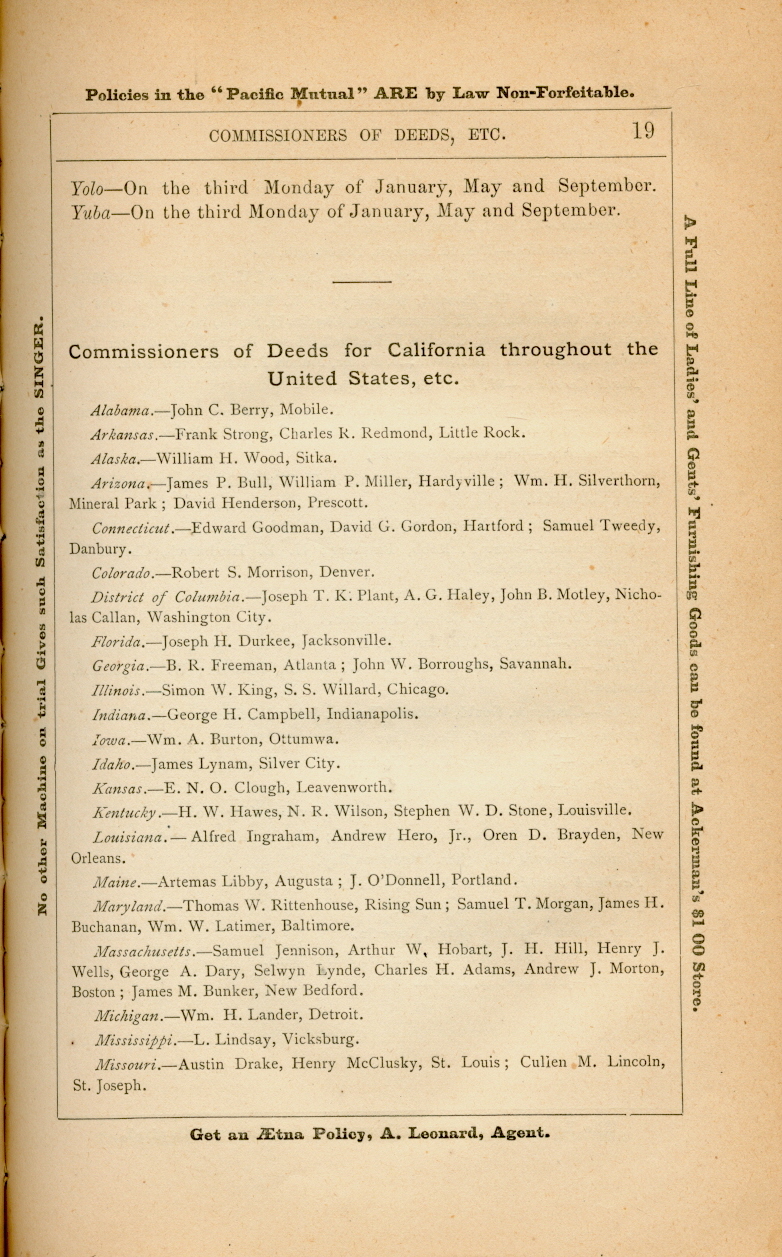 Policies in the “Pacific Mutual” ARE by Law Non-Forfeitable.
COMMISSIONERS OF DEEDS, ETC. 19
Yolo—On the third Monday of January, May and September.
Yuba—On the third Monday of January, May and September.
Commissioners of Deeds for California throughout the
United States, etc.
Alabama.—John C. Berry, Mobile.
Arkansas.—Frank Strong, Charles R. Redmond, Little Rock.
Alaska.—William H. Wood, Sitka.
Arizona.—James P. Bull, William P. Miller, Hardyville ; Wm. H. Silverthorn,
Mineral Park ; David Henderson, Prescott.
Connecticut.—Edward Goodman, David G. Gordon, Hartford ; Samuel Tweedy,
Danbury.
Colorado.—Robert S. Morrison, Denver.
District of Columbia.—Joseph T. K. Plant, A. G. Haley, John B. Motley, Nicho-
las Callan, Washington City.
Florida.—Joseph H. Durkee, Jacksonville.
Georgia.—B. R. Freeman, Atlanta ; John W. Borroughs, Savannah.
Illinois.—Simon W. King, S. S. Willard, Chicago.
Indiana.—George H. Campbell, Indianapolis.
Iowa.—Wm. A. Burton, Ottumwa.
Idaho.—James Lynam, Silver City.
Kansas.—E. N. O. Clough, Leavenworth.
Kentucky.—H. W. Hawes, N. R. Wilson, Stephen W. D. Stone, Louisville.
Louisiana.—Alfred Ingraham, Andrew Hero, Jr., Oren D. Brayden, New
Orleans.
Maine.—Artemas Libby, Augusta ; J. O’Donnell, Portland.
Maryland.—Thomas W. Rittenhouse, Rising Sun ; Samuel T. Morgan, James H.
Buchanan, Wm. W. Latimer, Baltimore.
Massachusetts.—Samuel Jennison, Arthur W, Hobart, J. H. Hill, Henry J.
Wells, George A. Dary, Selwyn Lynde, Charles H. Adams, Andrew J. Morton,
Boston ; James M. Bunker, New Bedford.
Michigan.—Wm. H. Lander, Detroit.
Mississippi.—L. Lindsay, Vicksburg.
Missouri.—Austin Drake, Henry McClusky, St. Louis ; Cullen M. Lincoln,
St. Joseph.
Get an Ætna Policy, A. Leonard, Agent.
No other Machine on trial Gives such Satisfaction as the SINGER.
A Full Line of Ladies’ and Gents’ Furnishing Goods can be found at Ackerman’s $1 00 Store.